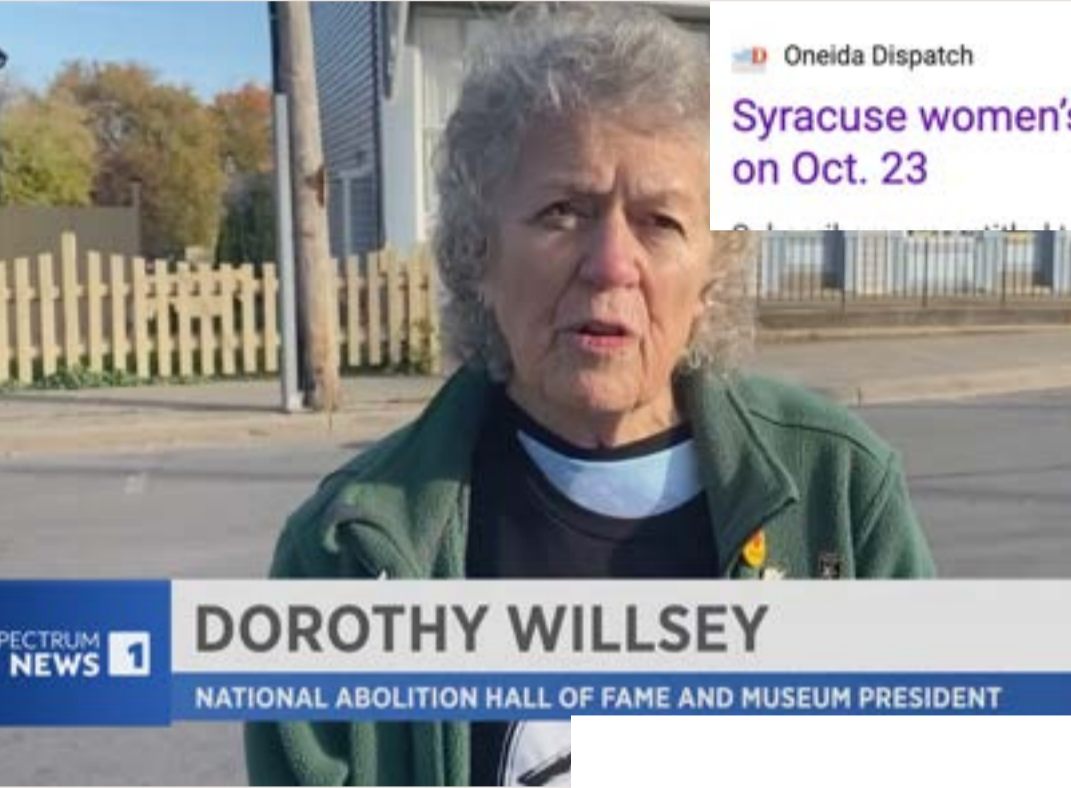 Oneida Dispatch
Syracuse women's
on Oct. 23
PECTRUM
NEWS 1
DOROTHY WILLSEY
NATIONAL ABOLITION HALL OF FAME AND MUSEUM PRESIDENT